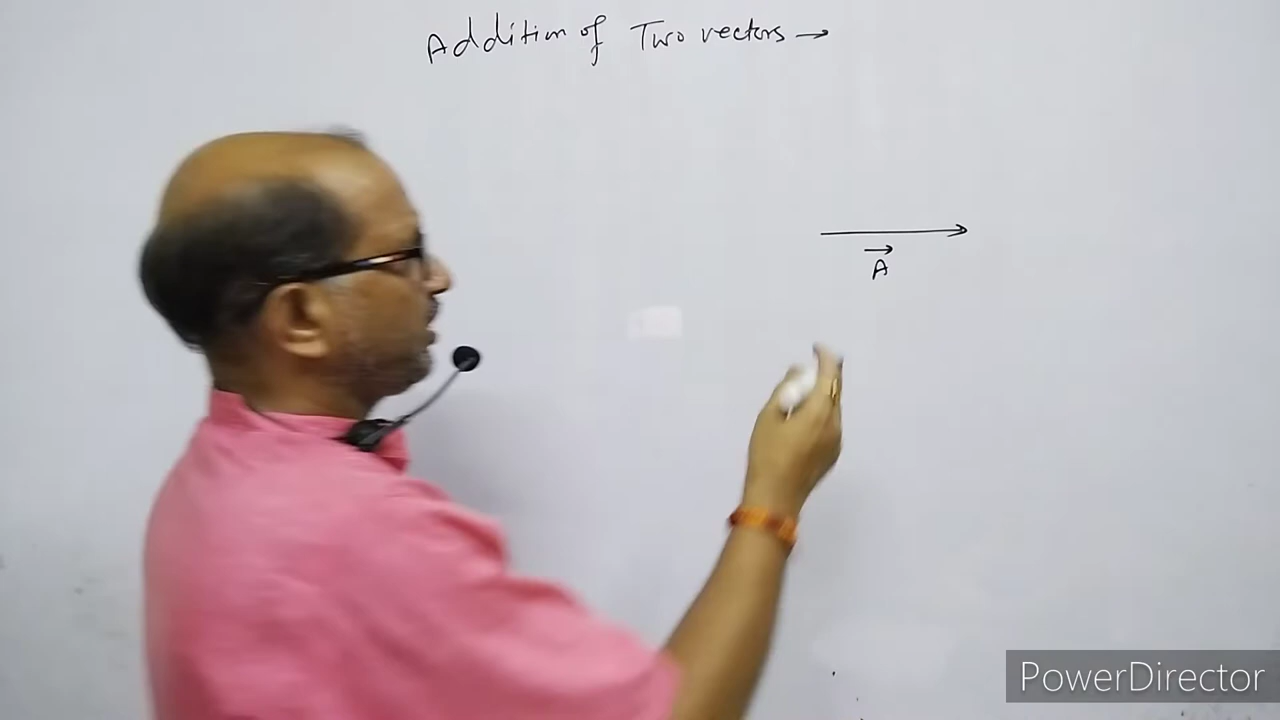 Addition of Two vectors →
A⃗
PowerDirector